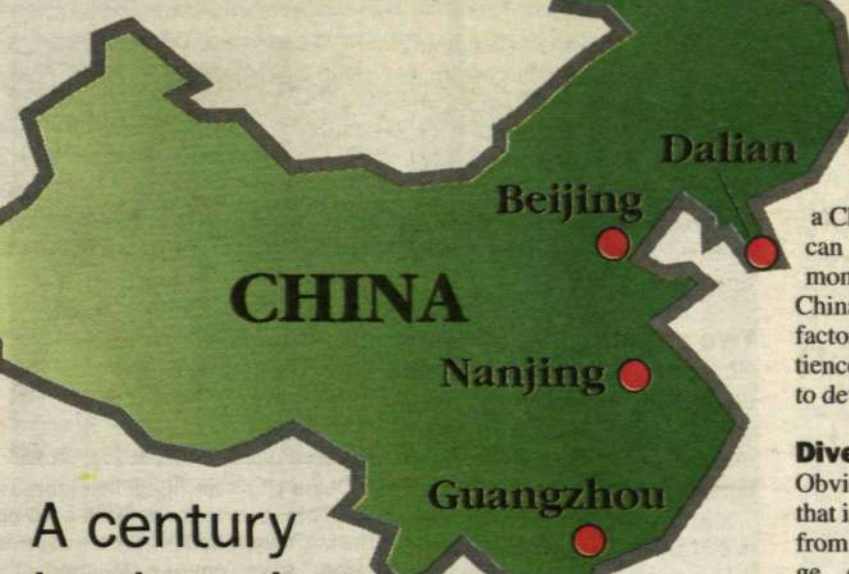 Dalian
Beijing
CHINA
Nanjing
Guangzhou
A century
a
can
mon
China
facto
tience
to de
Dive
Obvi
that i
from